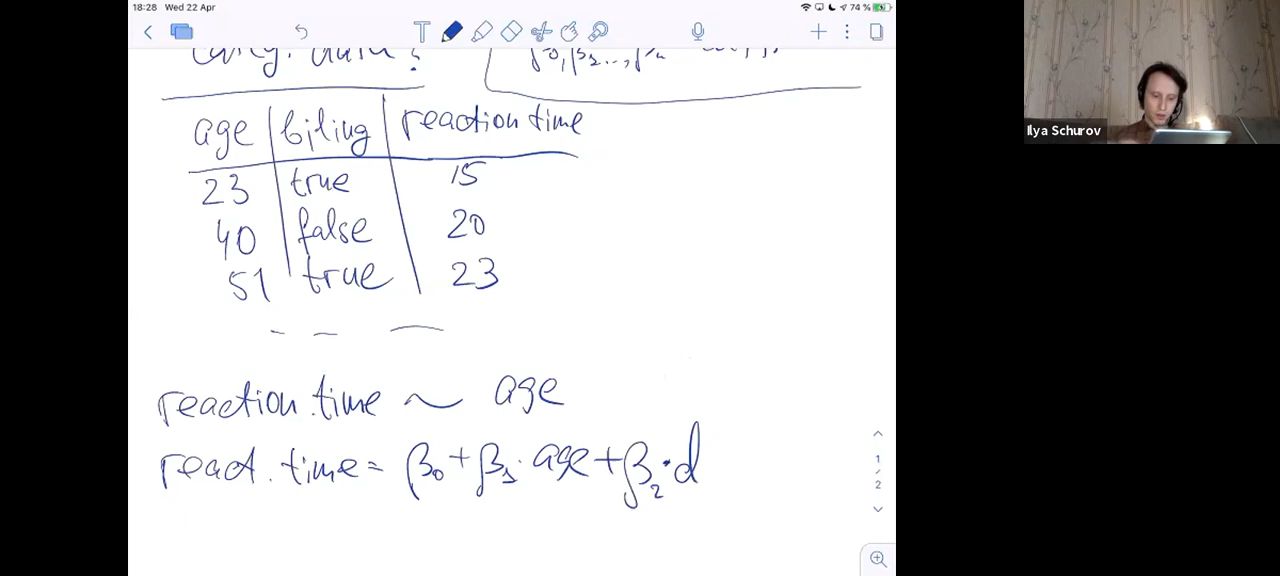 18:28 Wed 22 Apr
74 %
T
age biling reaction time
23 true 15
40 false 20
51 true 23
reaction.time ~ age
react.time = β₀ + β₁ · age + β₂ · d
1
2
Ilya Schurov